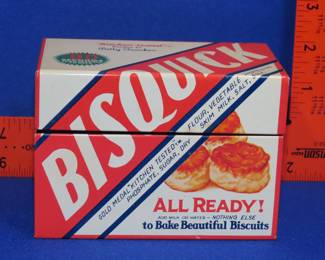 BISQUICK
GOLD MEDAL "KITCHEN TESTED"
FLOUR, VEGETABLE
PHOSPHATE, SUGAR, DRY
SKIM MILK, SALT,
ALL READY!
ADD MILK OR WATER - NOTHING ELSE
to Bake Beautiful Biscuits